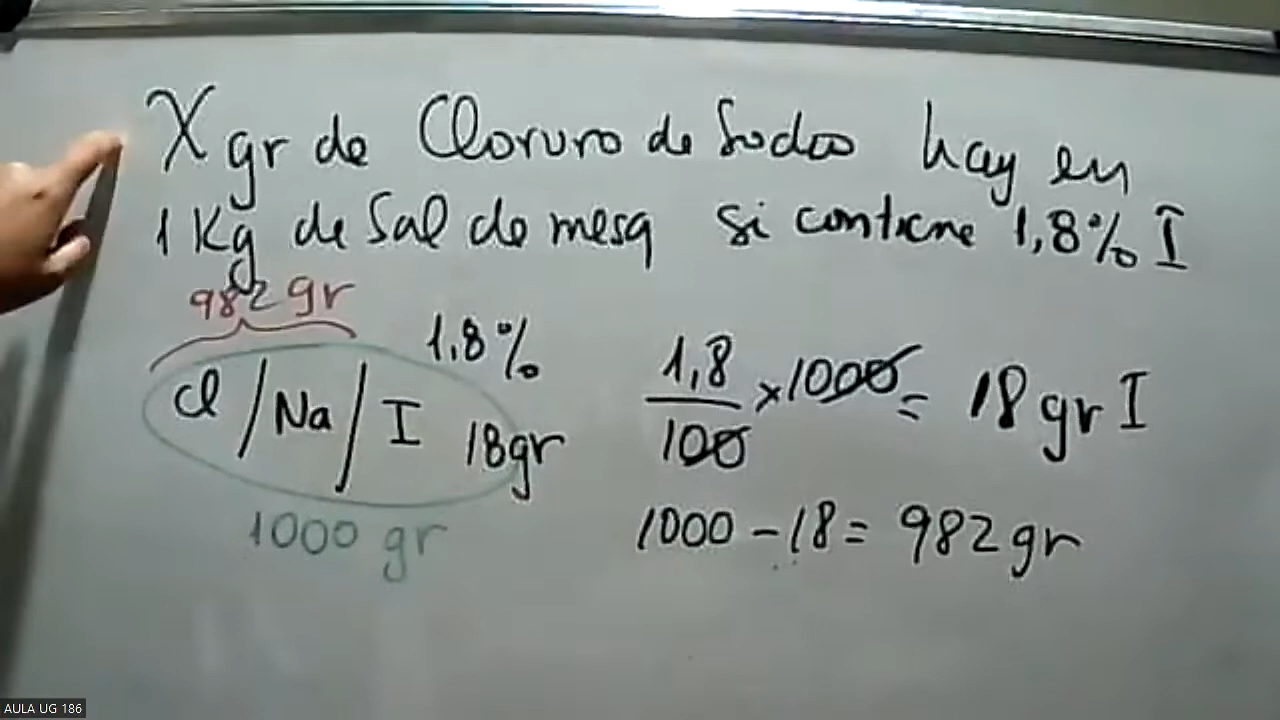 X gr de Cloruro de Sodio hay en
1 Kg de Sal de mesa si contiene 1,8% I
982 gr
Cl / Na / I 1,8% 18gr
1000 gr
1,8/100 x 1000 = 18 gr I
1000 - 18 = 982 gr
AULA UG 186